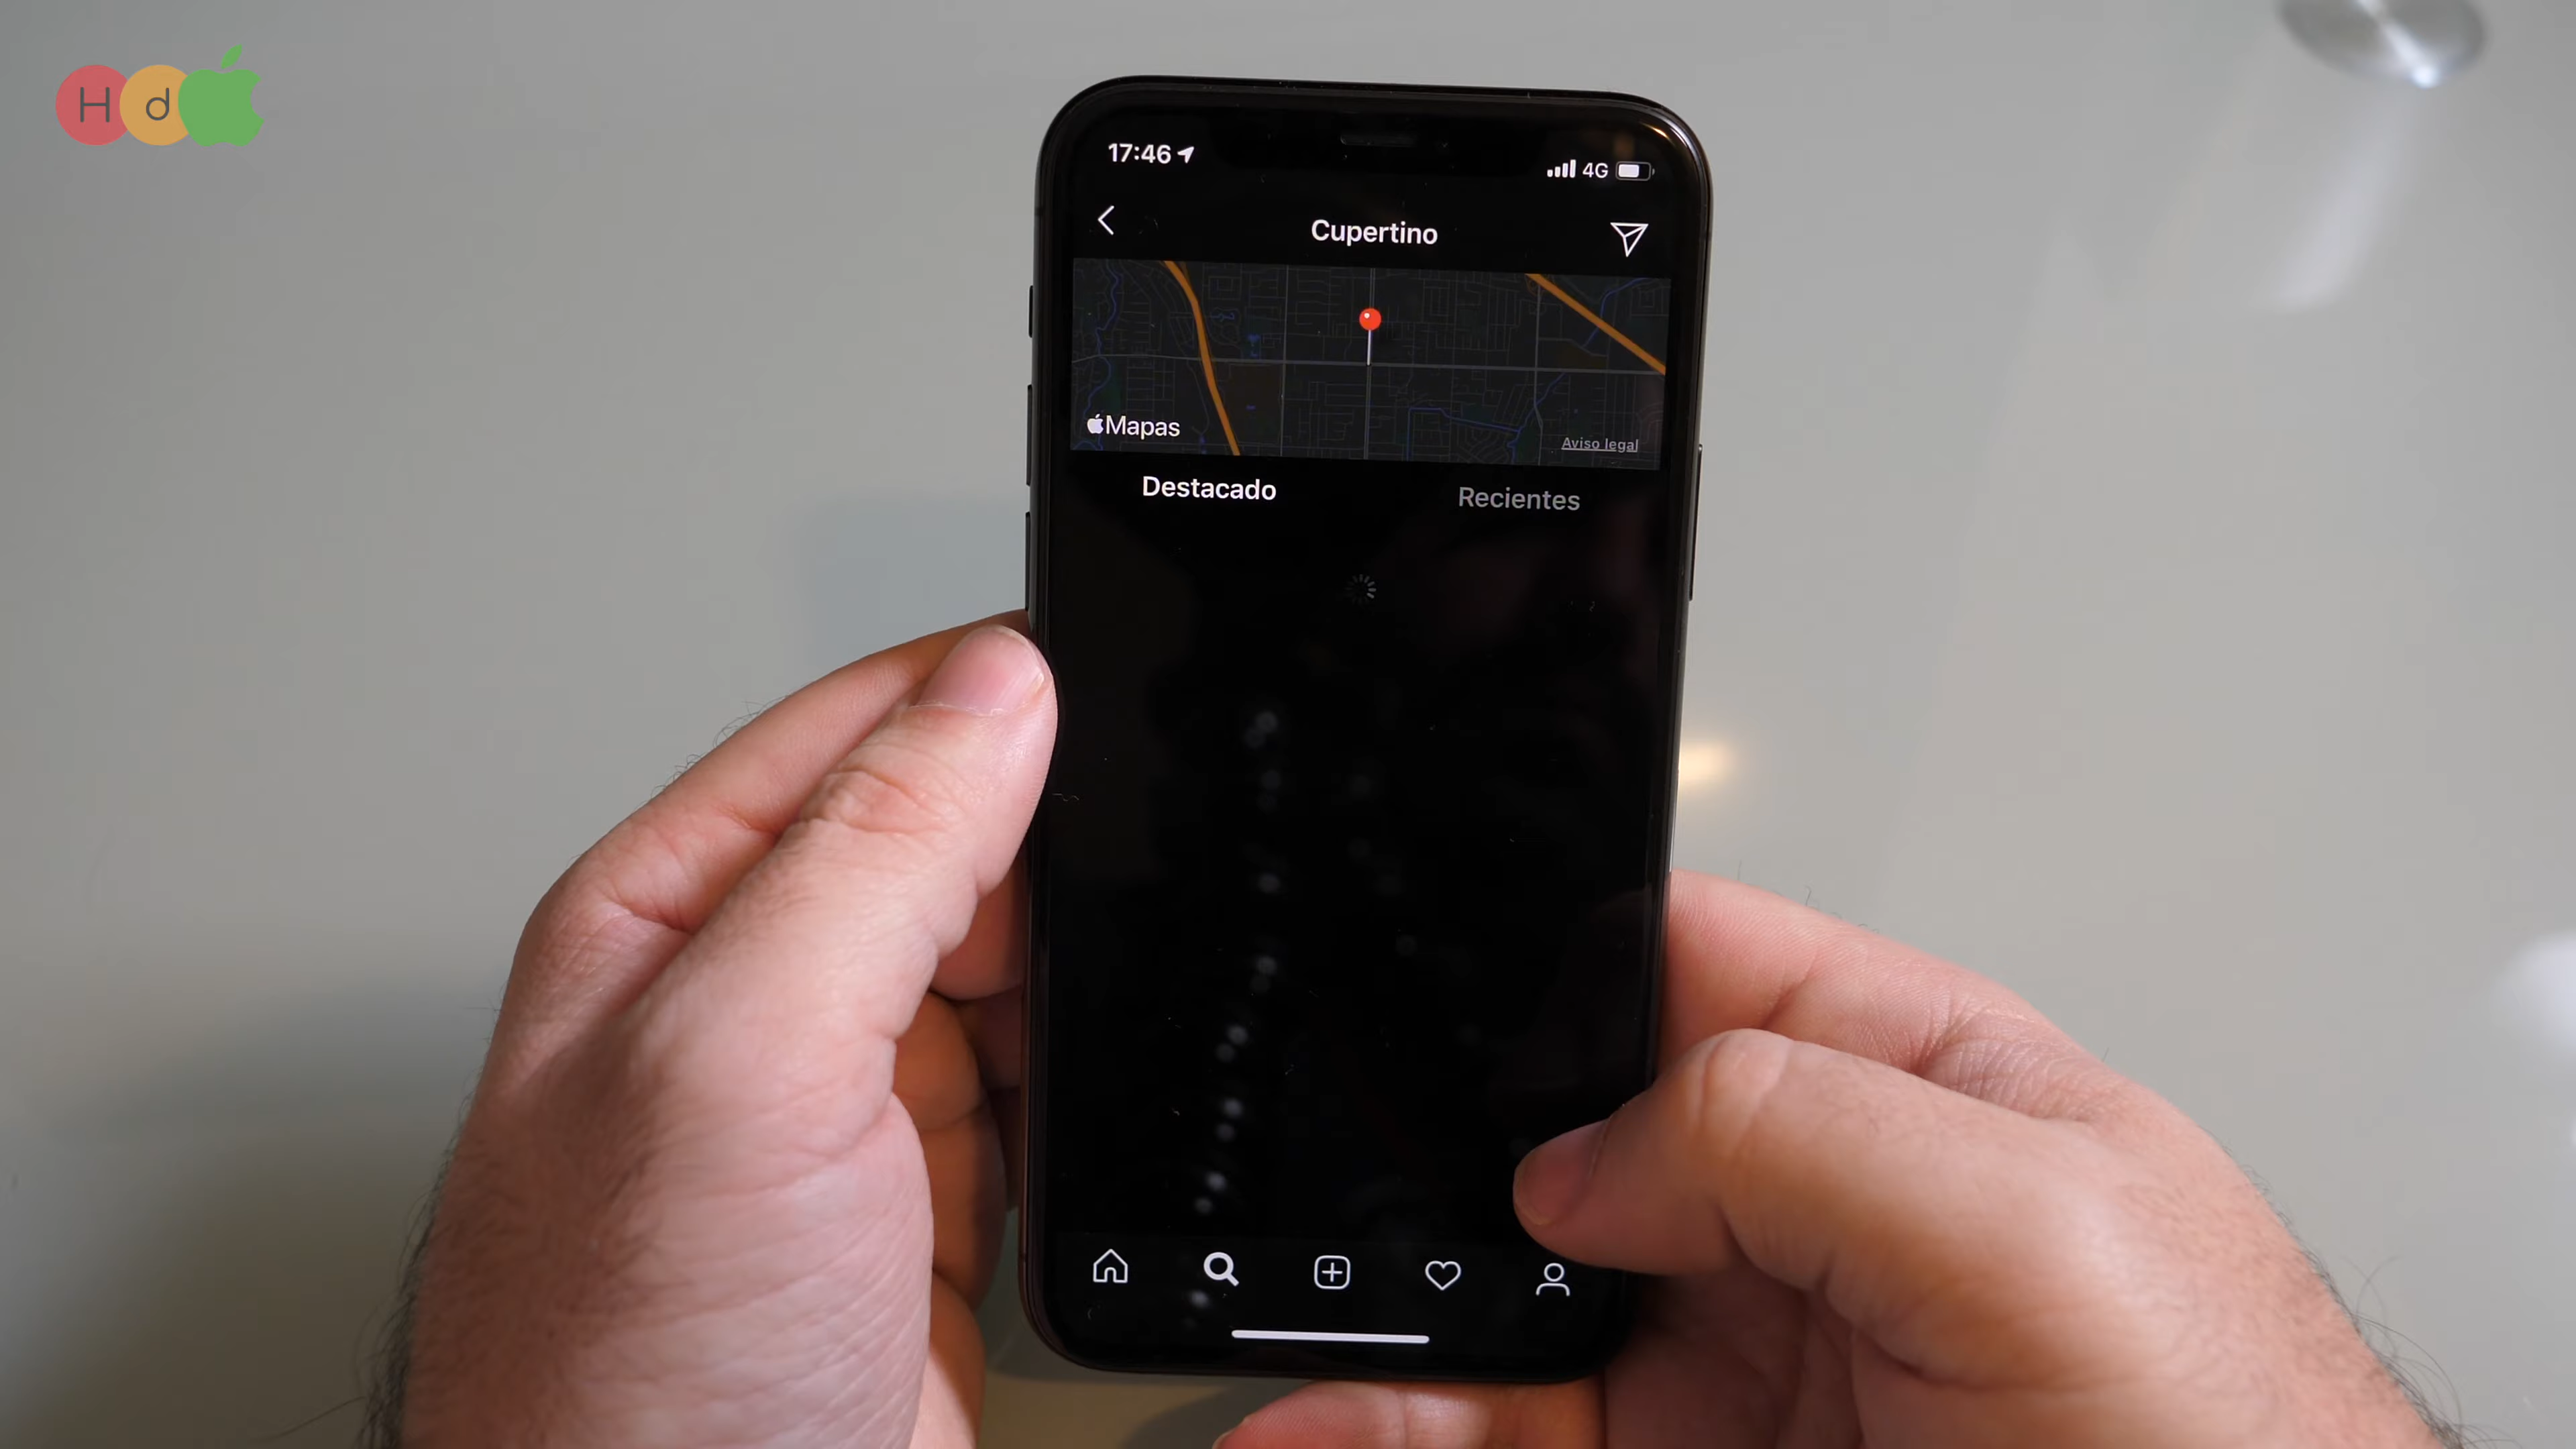 Hd
17:46
4G
Cupertino
Mapas
Aviso legal
Destacado
Recientes